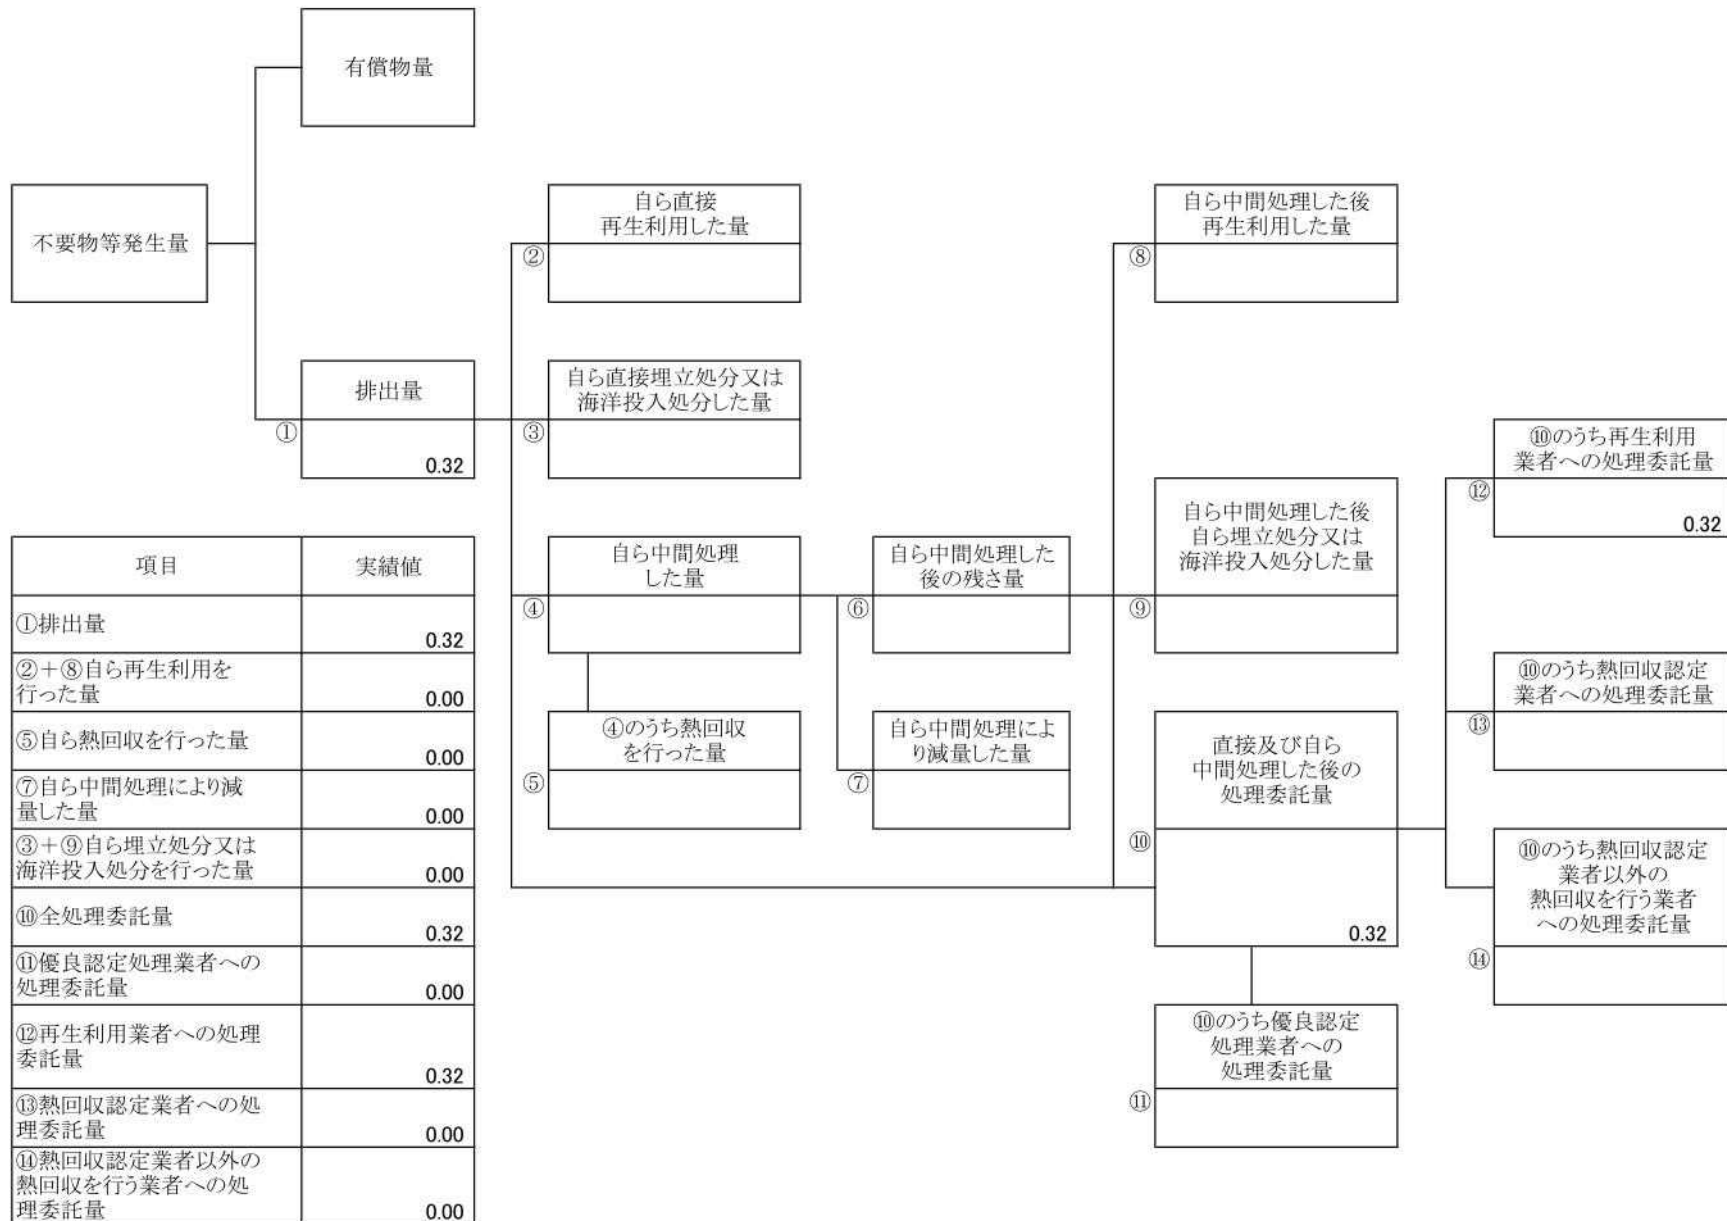 有償物量
不要物等発生量
自ら直接
再生利用した量
②
自ら中間処理した後
再生利用した量
⑧
排出量
①
0.32
自ら直接埋立処分又は
海洋投入処分した量
③
⑩のうち再生利用
業者への処理委託量
⑫
0.32
自ら中間処理
した量
④
自ら中間処理した
後の残さ量
⑥
自ら中間処理した後
自ら埋立処分又は
海洋投入処分した量
⑨
④のうち熱回収
を行った量
⑤
自ら中間処理によ
り減量した量
⑦
直接及び自ら
中間処理した後の
処理委託量
⑩
0.32
⑩のうち熱回収認定
業者への処理委託量
⑬
⑩のうち熱回収認定
業者以外の
熱回収を行う業者
への処理委託量
⑭
⑩のうち優良認定
処理業者への
処理委託量
⑪
項目 実績値
①排出量
0.32
②+⑧自ら再生利用を
行った量
0.00
⑤自ら熱回収を行った量
0.00
⑦自ら中間処理により減
量した量
0.00
③+⑨自ら埋立処分又は
海洋投入処分を行った量
0.00
⑩全処理委託量
0.32
⑪優良認定処理業者への
処理委託量
0.00
⑫再生利用業者への処理
委託量
0.32
⑬熱回収認定業者への処
理委託量
0.00
⑭熱回収認定業者以外の
熱回収を行う業者への処
理委託量
0.00